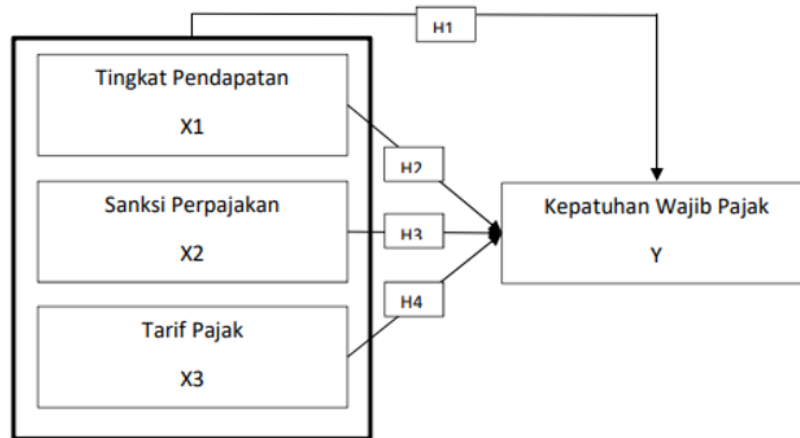 H1
Tingkat Pendapatan
X1
H2
Sanksi Perpajakan
X2
H3
Kepatuhan Wajib Pajak
Y
H4
Tarif Pajak
X3